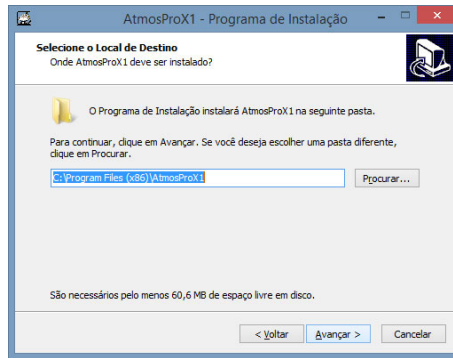 AtmosProX1 - Programa de Instalação
Selecione o Local de Destino
Onde AtmosProX1 deve ser instalado?
O Programa de Instalação instalará AtmosProX1 na seguinte pasta.
Para continuar, clique em Avançar. Se você deseja escolher uma pasta diferente,
clique em Procurar.
C:\Program Files (x86)\AtmosProX1
Procurar...
São necessários pelo menos 60,6 MB de espaço livre em disco.
< Voltar
Avançar >
Cancelar